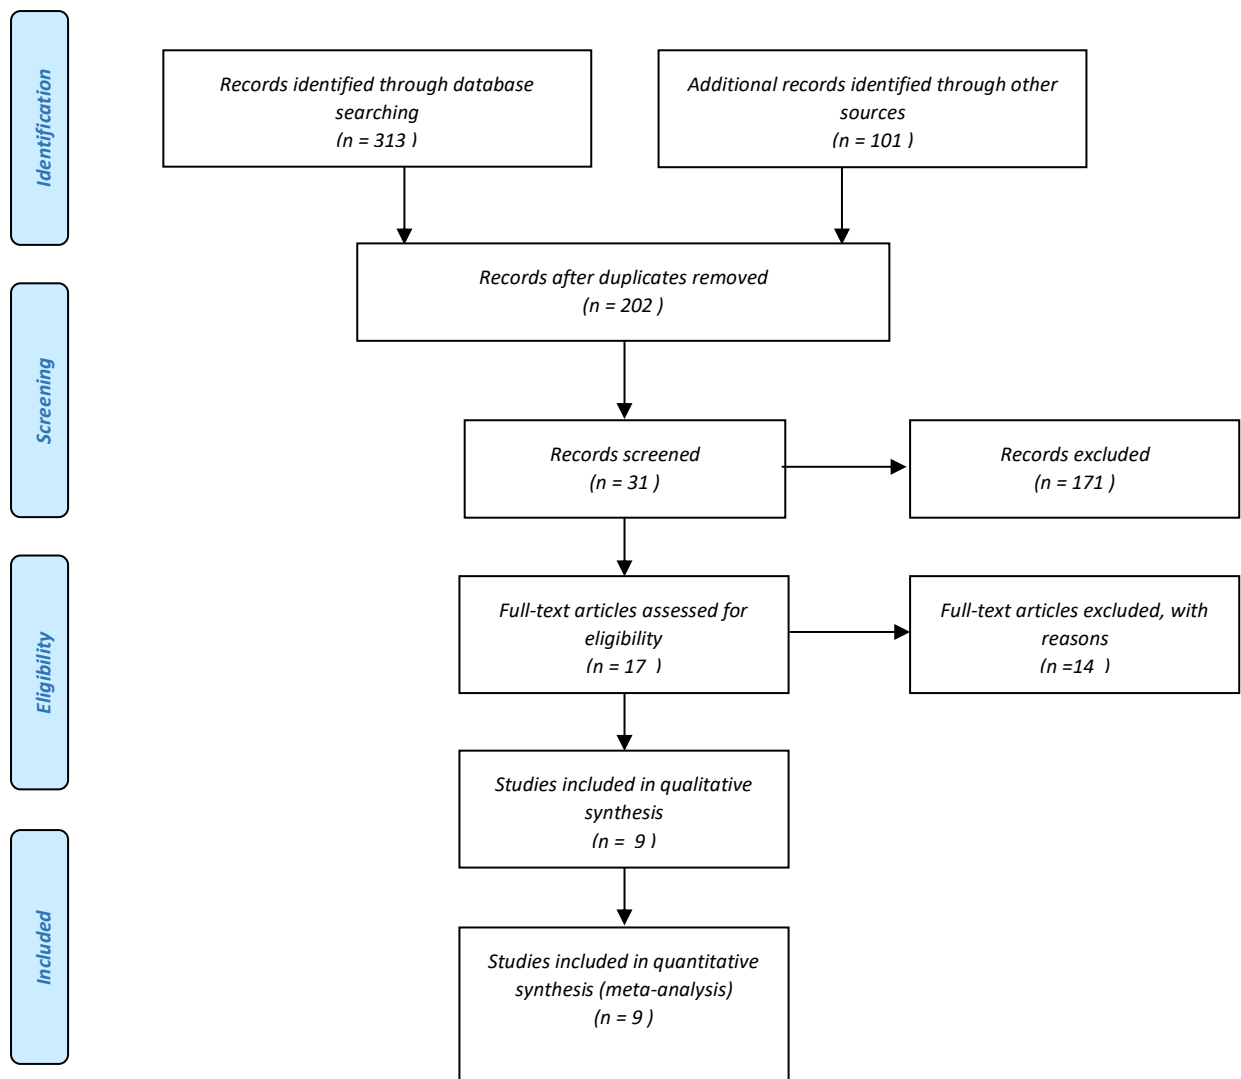 Identification
Records identified through database
searching
(n = 313 )
Additional records identified through other
sources
(n = 101 )
Records after duplicates removed
(n = 202 )
Screening
Records screened
(n = 31 )
Records excluded
(n = 171 )
Eligibility
Full-text articles assessed for
eligibility
(n = 17 )
Full-text articles excluded, with
reasons
(n =14 )
Studies included in qualitative
synthesis
(n = 9 )
Included
Studies included in quantitative
synthesis (meta-analysis)
(n = 9 )